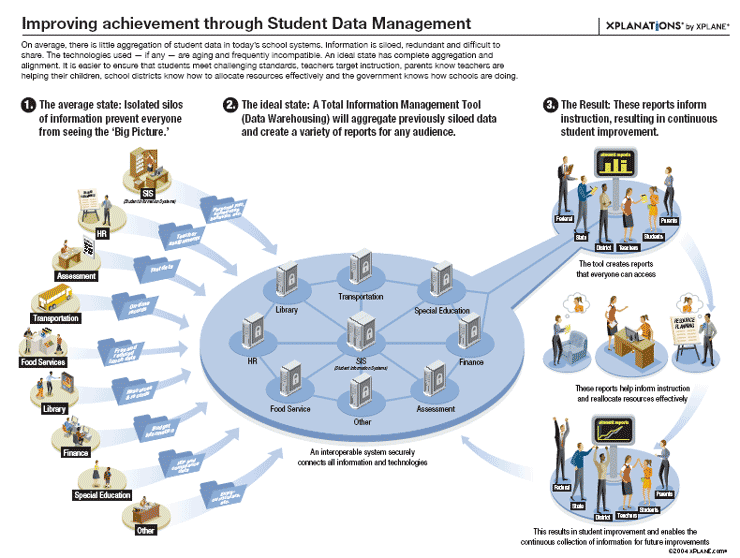 Improving achievement through Student Data Management
XPLANATiONS® by XPLANE®
On average, there is little aggregation of student data in today's school systems. Information is siloed, redundant and difficult to
share. The technologies used — if any — are aging and frequently incompatible. An ideal state has complete aggregation and
alignment. It is easier to ensure that students meet challenging standards, teachers target instruction, parents know teachers are
helping their children, school districts know how to allocate resources effectively and the government knows how schools are doing.
1. The average state: Isolated silos
of information prevent everyone
from seeing the 'Big Picture.'
2. The ideal state: A Total Information Management Tool
(Data Warehousing) will aggregate previously siloed data
and create a variety of reports for any audience.
3. The Result: These reports inform
instruction, resulting in continuous
student improvement.
SIS
(Student Information Systems)
HR
Assessment
Test data
Transportation
Food Services
Library
Finance
Special Education
Other
Library
Transportation
Special Education
HR
SIS
(Student Information Systems)
Finance
Food Service
Other
Assessment
An interoperable system securely
connects all information and technologies
student reports
Federal
State
District
Teachers
Students
Parents
The tool creates reports
that everyone can access
RESOURCE
PLANNING
These reports help inform instruction
and reallocate resources effectively
student reports
Federal
State
District
Teachers
Students
Parents
This results in student improvement and enables the
continuous collection of information for future improvements
©2004 XPLANE.com®